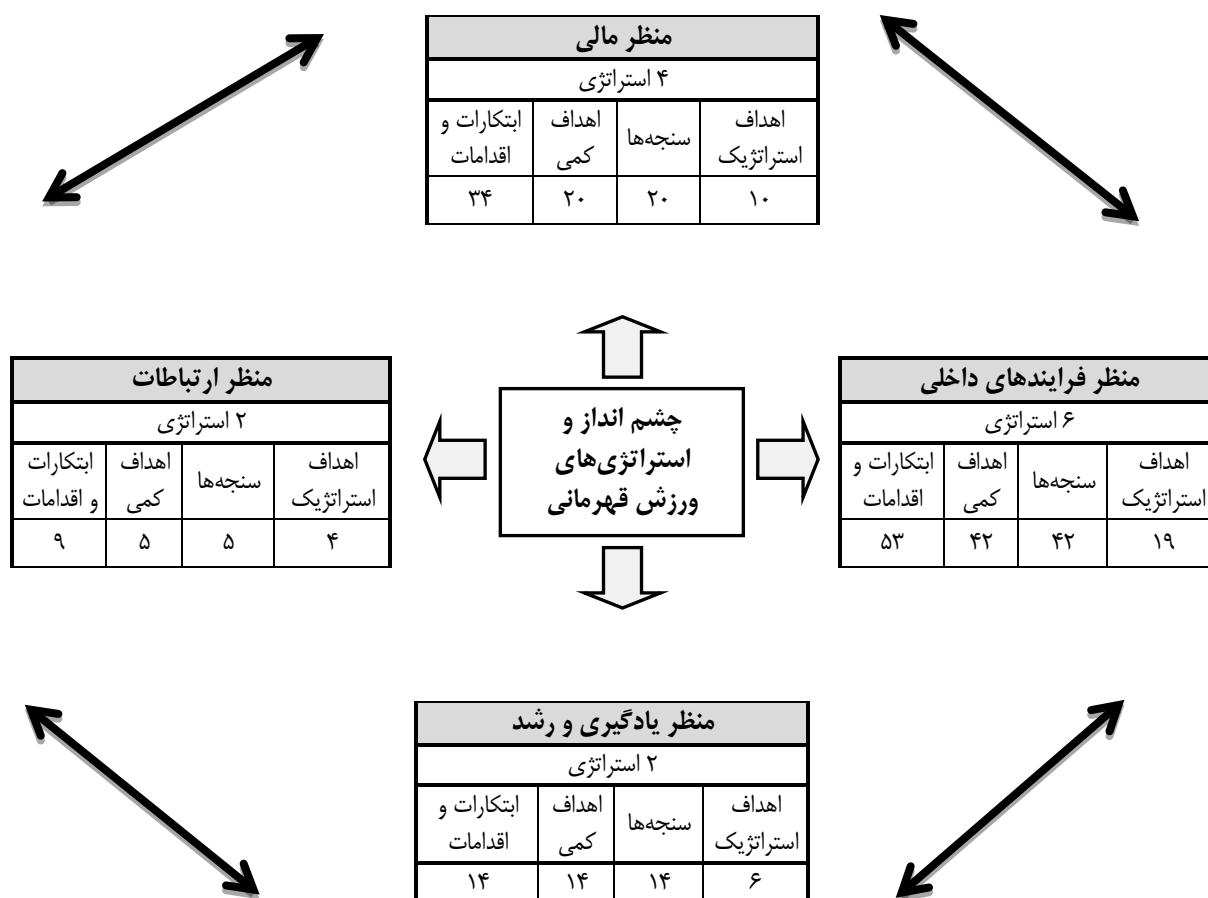 منظر مالی
۴ استراتژی
اهداف استراتژیک سنجه‌ها اهداف کمی ابتکارات و اقدامات
۱۰ ۲۰ ۲۰ ۳۴
منظر فرایندهای داخلی
۶ استراتژی
اهداف استراتژیک سنجه‌ها اهداف کمی ابتکارات و اقدامات
۱۹ ۴۲ ۴۲ ۵۳
چشم انداز و
استراتژی‌های
ورزش قهرمانی
منظر ارتباطات
۲ استراتژی
اهداف استراتژیک سنجه‌ها اهداف کمی ابتکارات و اقدامات
۴ ۵ ۵ ۹
منظر یادگیری و رشد
۲ استراتژی
اهداف استراتژیک سنجه‌ها اهداف کمی ابتکارات و اقدامات
۶ ۱۴ ۱۴ ۱۴